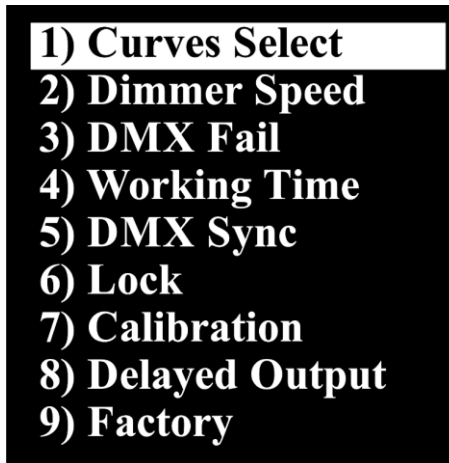 1) Curves Select
2) Dimmer Speed
3) DMX Fail
4) Working Time
5) DMX Sync
6) Lock
7) Calibration
8) Delayed Output
9) Factory